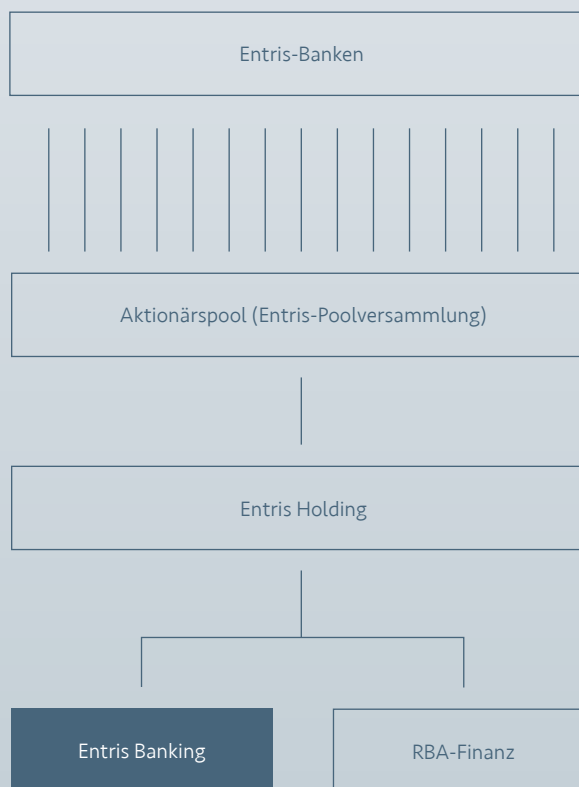 Entris-Banken
Aktionärspool (Entris-Poolversammlung)
Entris Holding
Entris Banking
RBA-Finanz